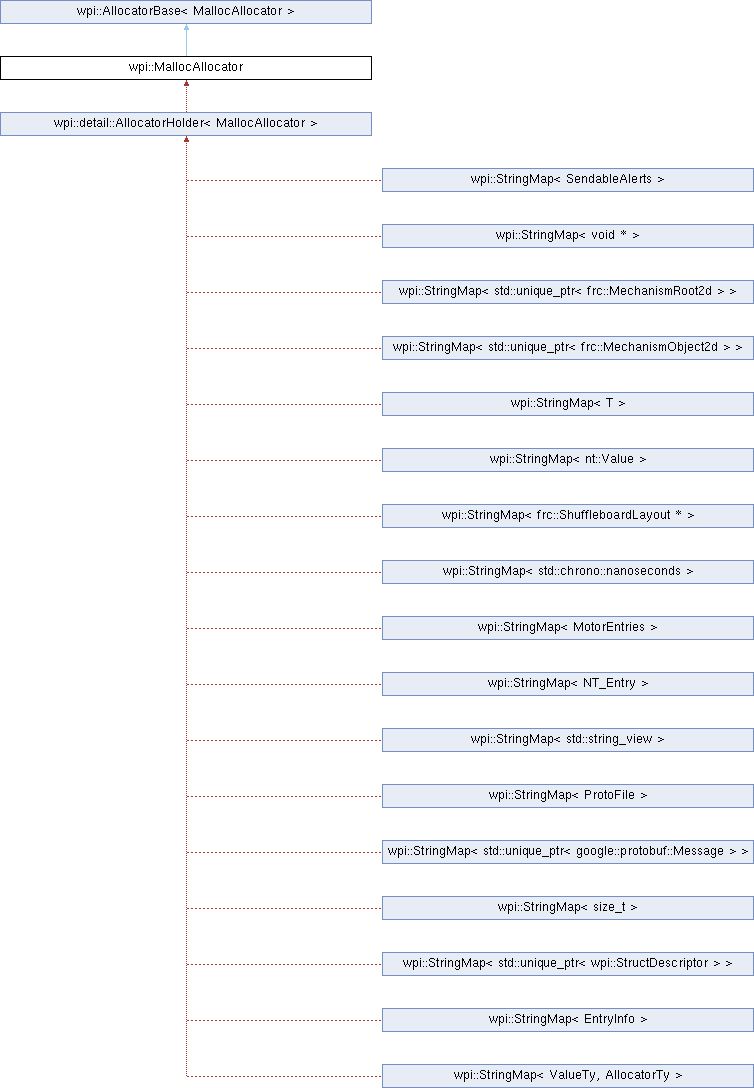 wpi::AllocatorBase< MallocAllocator >
wpi::MallocAllocator
wpi::detail::AllocatorHolder< MallocAllocator >
wpi::StringMap< SendableAlerts >
wpi::StringMap< void * >
wpi::StringMap< std::unique_ptr< frc::MechanismRoot2d > >
wpi::StringMap< std::unique_ptr< frc::MechanismObject2d > >
wpi::StringMap< T >
wpi::StringMap< nt::Value >
wpi::StringMap< frc::ShuffleboardLayout * >
wpi::StringMap< std::chrono::nanoseconds >
wpi::StringMap< MotorEntries >
wpi::StringMap< NT_Entry >
wpi::StringMap< std::string_view >
wpi::StringMap< ProtoFile >
wpi::StringMap< std::unique_ptr< google::protobuf::Message > >
wpi::StringMap< size_t >
wpi::StringMap< std::unique_ptr< wpi::StructDescriptor > >
wpi::StringMap< EntryInfo >
wpi::StringMap< ValueTy, AllocatorTy >